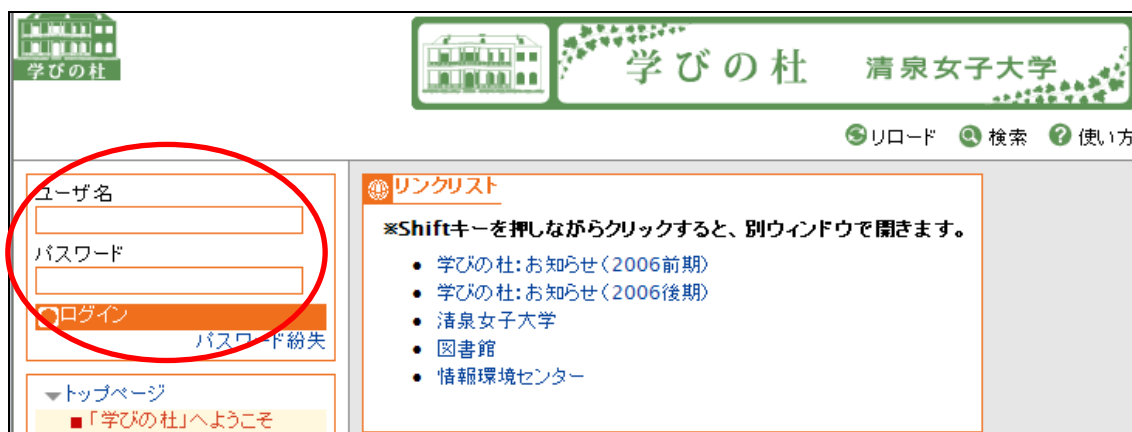 学びの杜
学びの杜 清泉女子大学
リロード 検索 使い方
ユーザ名
パスワード
ログイン
パスワード紛失
トップページ
「学びの杜」へようこそ
リンクリスト
※Shiftキーを押しながらクリックすると、別ウィンドウで開きます。
学びの杜:お知らせ(2006前期)
学びの杜:お知らせ(2006後期)
清泉女子大学
図書館
情報環境センター